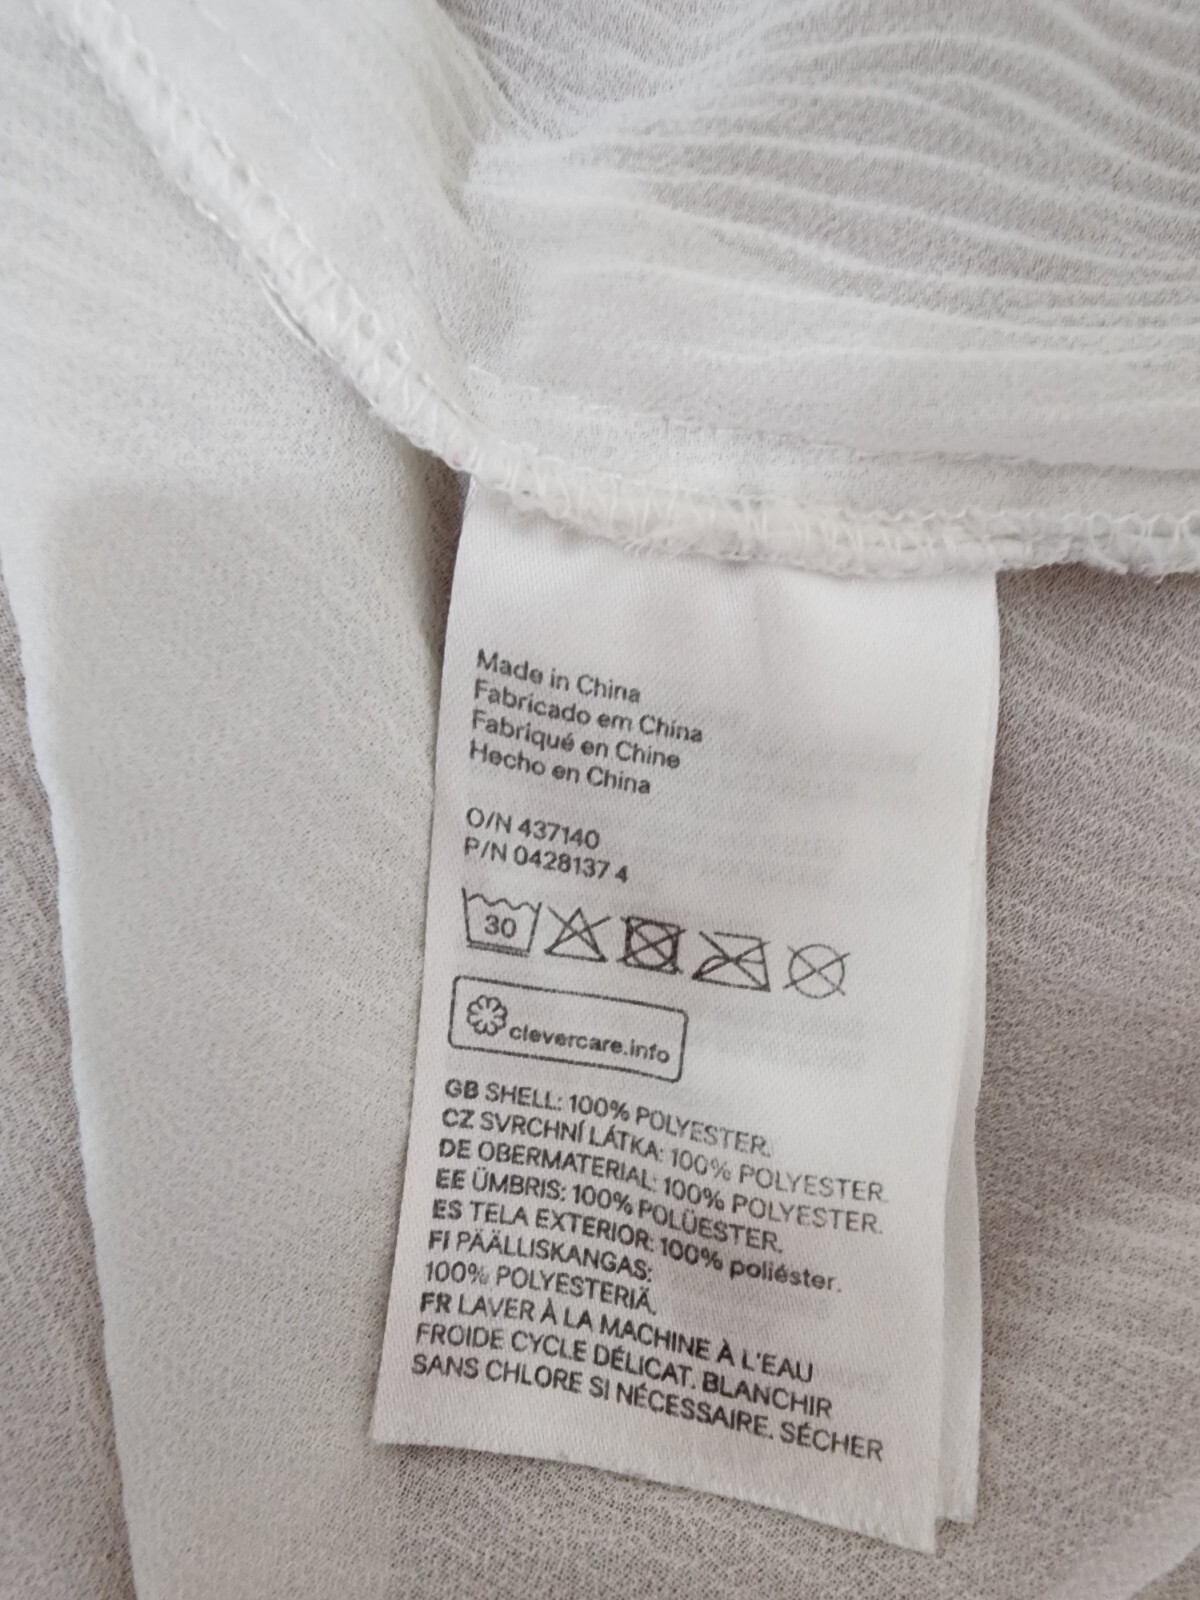 Made in China
Fabricado em China
Fabriqué en Chine
Hecho en China
O/N 437140
P/N 0428137 4
30
clevercare.info
GB SHELL: 100% POLYESTER.
CZ SVRCHNÍ LÁTKA: 100% POLYESTER.
DE OBERMATERIAL: 100% POLYESTER.
EE ÜMBRIS: 100% POLÜESTER.
ES TELA EXTERIOR: 100% poliéster.
FI PÄÄLLISKANGAS:
100% POLYESTERIÄ.
FR LAVER À LA MACHINE À L'EAU
FROIDE CYCLE DÉLICAT. BLANCHIR
SANS CHLORE SI NÉCESSAIRE. SÉCHER